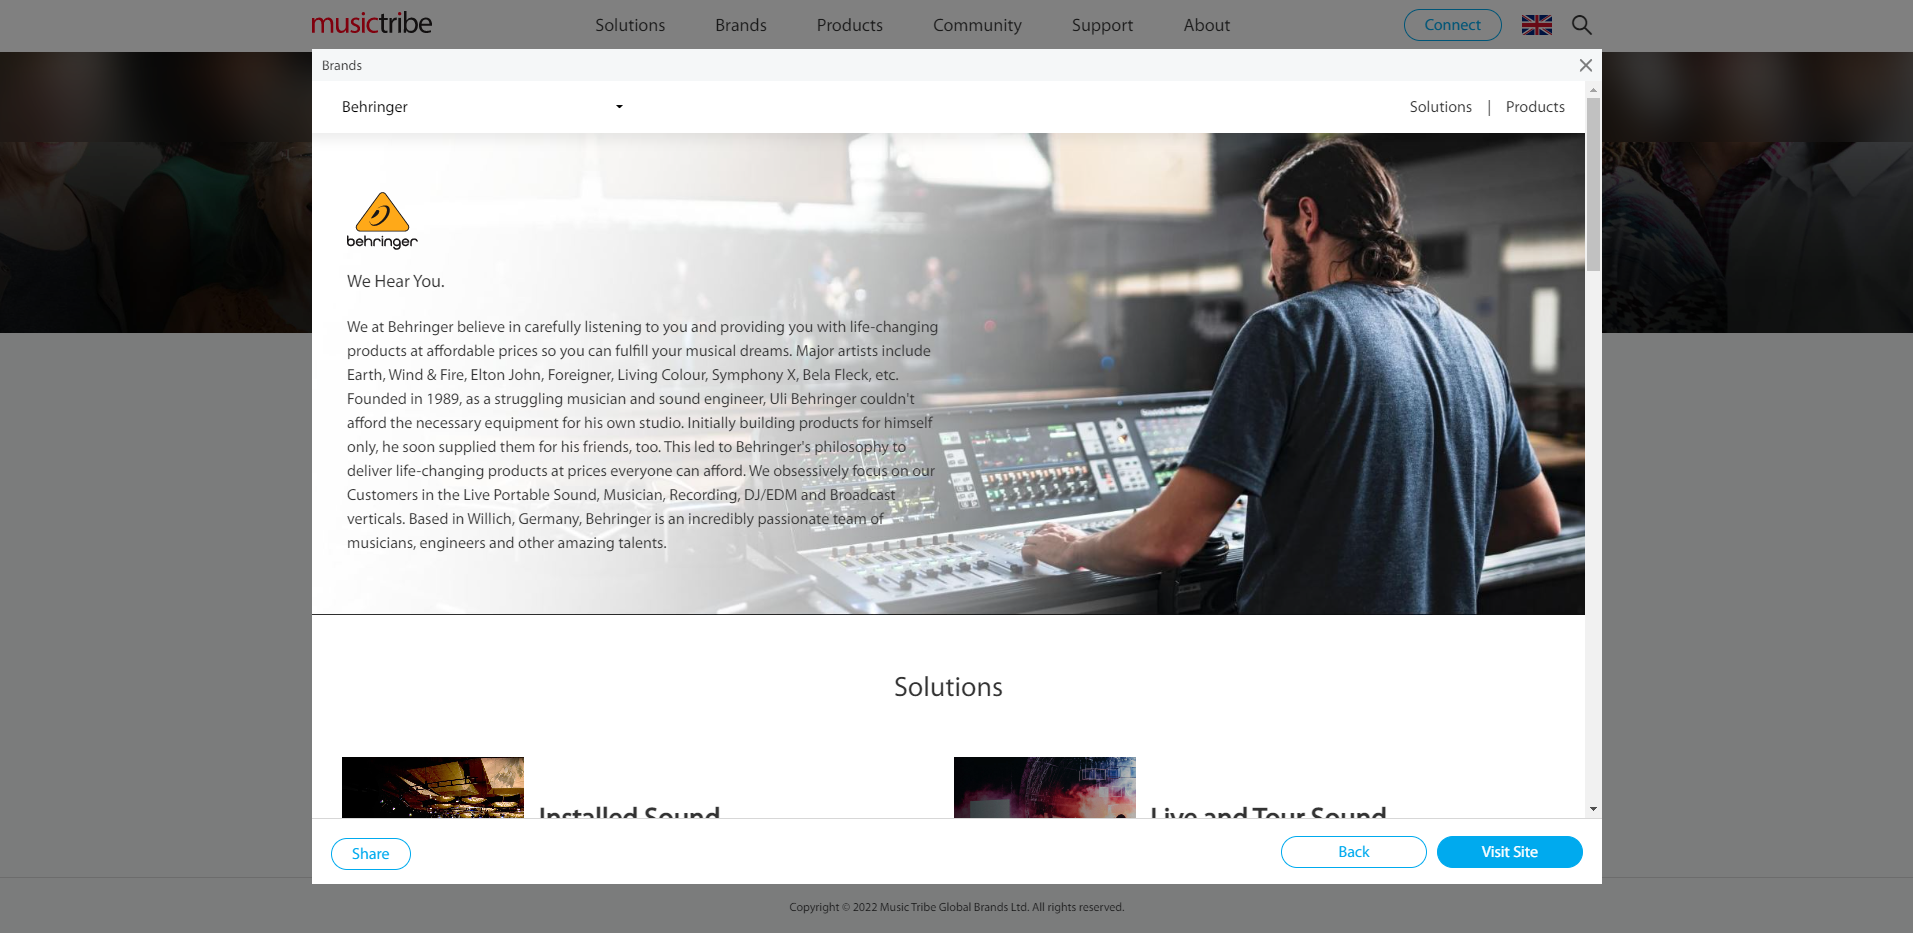 musictribe
Solutions
Brands
Products
Community
Support
About
Connect
Brands
Behringer
Solutions | Products
behringer
We Hear You.
We at Behringer believe in carefully listening to you and providing you with life-changing
products at affordable prices so you can fulfill your musical dreams. Major artists include
Earth, Wind & Fire, Elton John, Foreigner, Living Colour, Symphony X, Bela Fleck, etc.
Founded in 1989, as a struggling musician and sound engineer, Uli Behringer couldn't
afford the necessary equipment for his own studio. Initially building products for himself
only, he soon supplied them for his friends, too. This led to Behringer's philosophy to
deliver life-changing products at prices everyone can afford. We obsessively focus on our
Customers in the Live Portable Sound, Musician, Recording, DJ/EDM and Broadcast
verticals. Based in Willich, Germany, Behringer is an incredibly passionate team of
musicians, engineers and other amazing talents.
Solutions
Installed Sound
Live and Tour Sound
Share
Back
Visit Site
Copyright © 2022 Music Tribe Global Brands Ltd. All rights reserved.